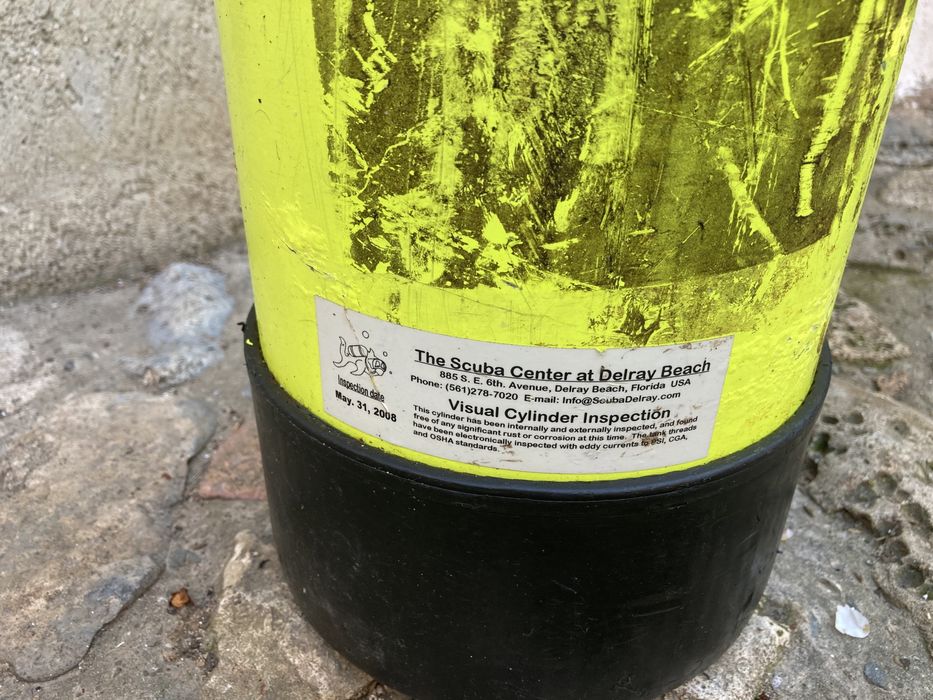 The Scuba Center at Delray Beach
885 S. E. 6th. Avenue, Delray Beach, Florida USA
Phone: (561)278-7020 E-mail: Info@ScubaDelray.com
Inspection date
May. 31, 2008
Visual Cylinder Inspection
This cylinder has been internally and externally inspected, and found
free of any significant rust or corrosion at this time. The tank threads
have been electronically inspected with eddy currents to PSI, CGA,
and OSHA standards.